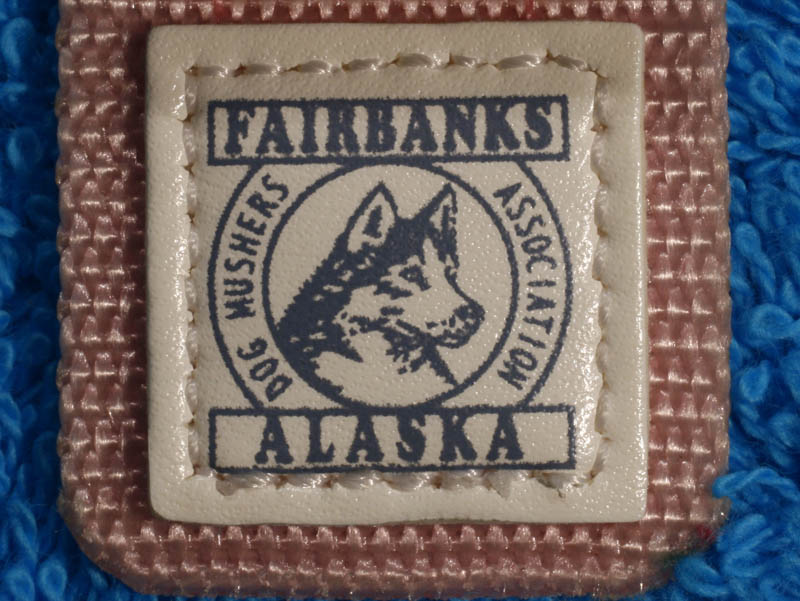 FAIRBANKS
DOG MUSHERS
ASSOCIATION
ALASKA